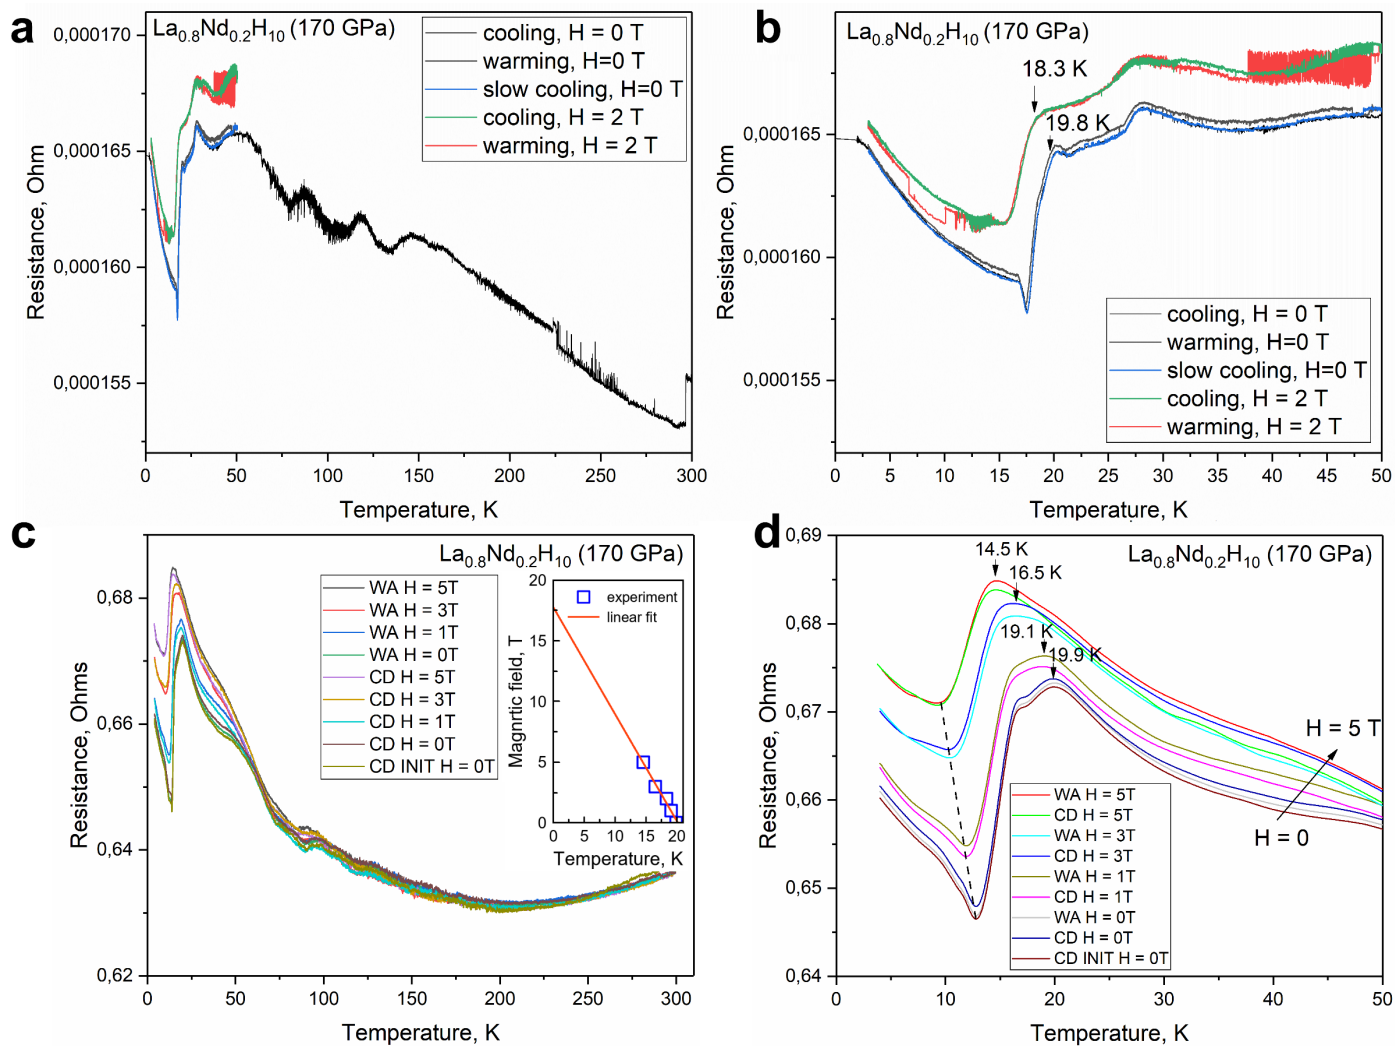 a
La0.8Nd0.2H10 (170 GPa)
cooling, H = 0 T
warming, H=0 T
slow cooling, H=0 T
cooling, H = 2 T
warming, H = 2 T
0,000170
0,000165
0,000160
0,000155
Resistance, Ohm
0 50 100 150 200 250 300
Temperature, K
b
La0.8Nd0.2H10 (170 GPa)
18.3 K
19.8 K
cooling, H = 0 T
warming, H=0 T
slow cooling, H=0 T
cooling, H = 2 T
warming, H = 2 T
0,000165
0,000160
0,000155
Resistance, Ohm
0 5 10 15 20 25 30 35 40 45 50
Temperature, K
c
La0.8Nd0.2H10 (170 GPa)
WA H = 5T
WA H = 3T
WA H = 1T
WA H = 0T
CD H = 5T
CD H = 3T
CD H = 1T
CD H = 0T
CD INIT H = 0T
20
15
10
5
0
Magnrtic field, T
experiment
linear fit
0 5 10 15 20
Temperature, K
0,68
0,66
0,64
0,62
Resistance, Ohms
0 50 100 150 200 250 300
Temperature, K
d
La0.8Nd0.2H10 (170 GPa)
14.5 K
16.5 K
19.1 K
19.9 K
H = 5 T
H = 0
WA H = 5T
CD H = 5T
WA H = 3T
CD H = 3T
WA H = 1T
CD H = 1T
WA H = 0T
CD H = 0T
CD INIT H = 0T
0,69
0,68
0,67
0,66
0,65
0,64
Resistance, Ohms
0 10 20 30 40 50
Temperature, K